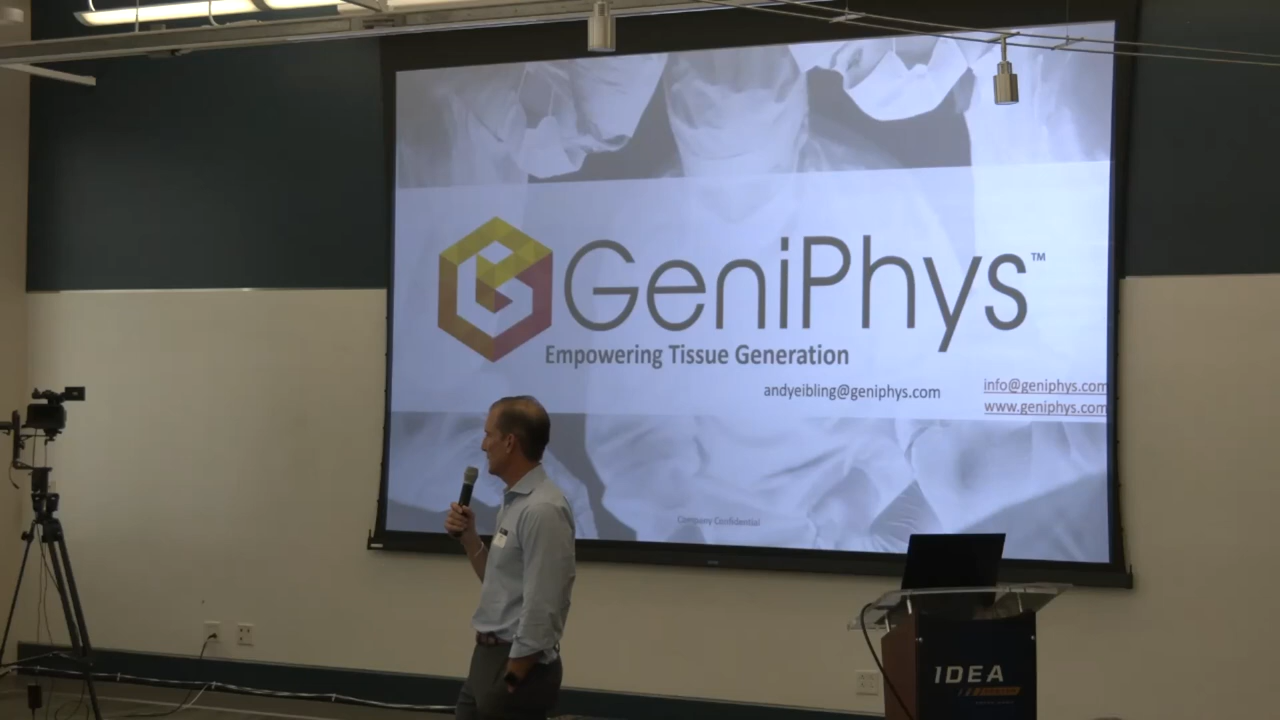 GeniPhys™
Empowering Tissue Generation
andyeibling@geniphys.com
info@geniphys.com
www.geniphys.com
Company Confidential
IDEA